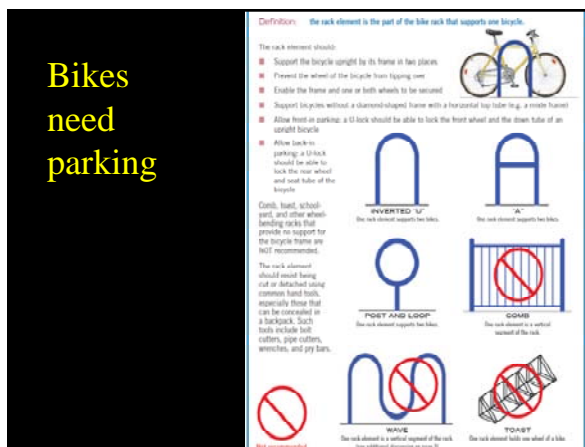 Bikes
need
parking
Definition: the rack element is the part of the bike rack that supports one bicycle.
The rack element should:
Support the bicycle upright by its frame in two places
Prevent the wheel of the bicycle from tipping over
Enable the frame and one or both wheels to be secured
Support bicycles without a diamond-shaped frame with a horizontal top tube (e.g. a mixte frame)
Allow front-in parking: a U-lock should be able to lock the front wheel and the down tube of an
upright bicycle
Allow back-in
parking: a U-lock
should be able to
lock the rear wheel
and seat tube of the
bicycle
Comb, toast, school-
yard, and other wheel-
bending racks that
provide no support for
the bicycle frame are
NOT recommended.
The rack element
should resist being
cut or detached using
common hand tools,
especially those that
can be concealed in
a backpack. Such
tools include bolt
cutters, pipe cutters,
wrenches, and pry bars.
INVERTED "U"
One rack element supports two bikes.
"A"
One rack element supports two bikes.
POST AND LOOP
One rack element supports two bikes.
COMB
One rack element is a vertical
segment of the rack.
WAVE
One rack element is a vertical segment of the rack.
TOAST
One rack element holds one wheel of a bike.
Not recommended